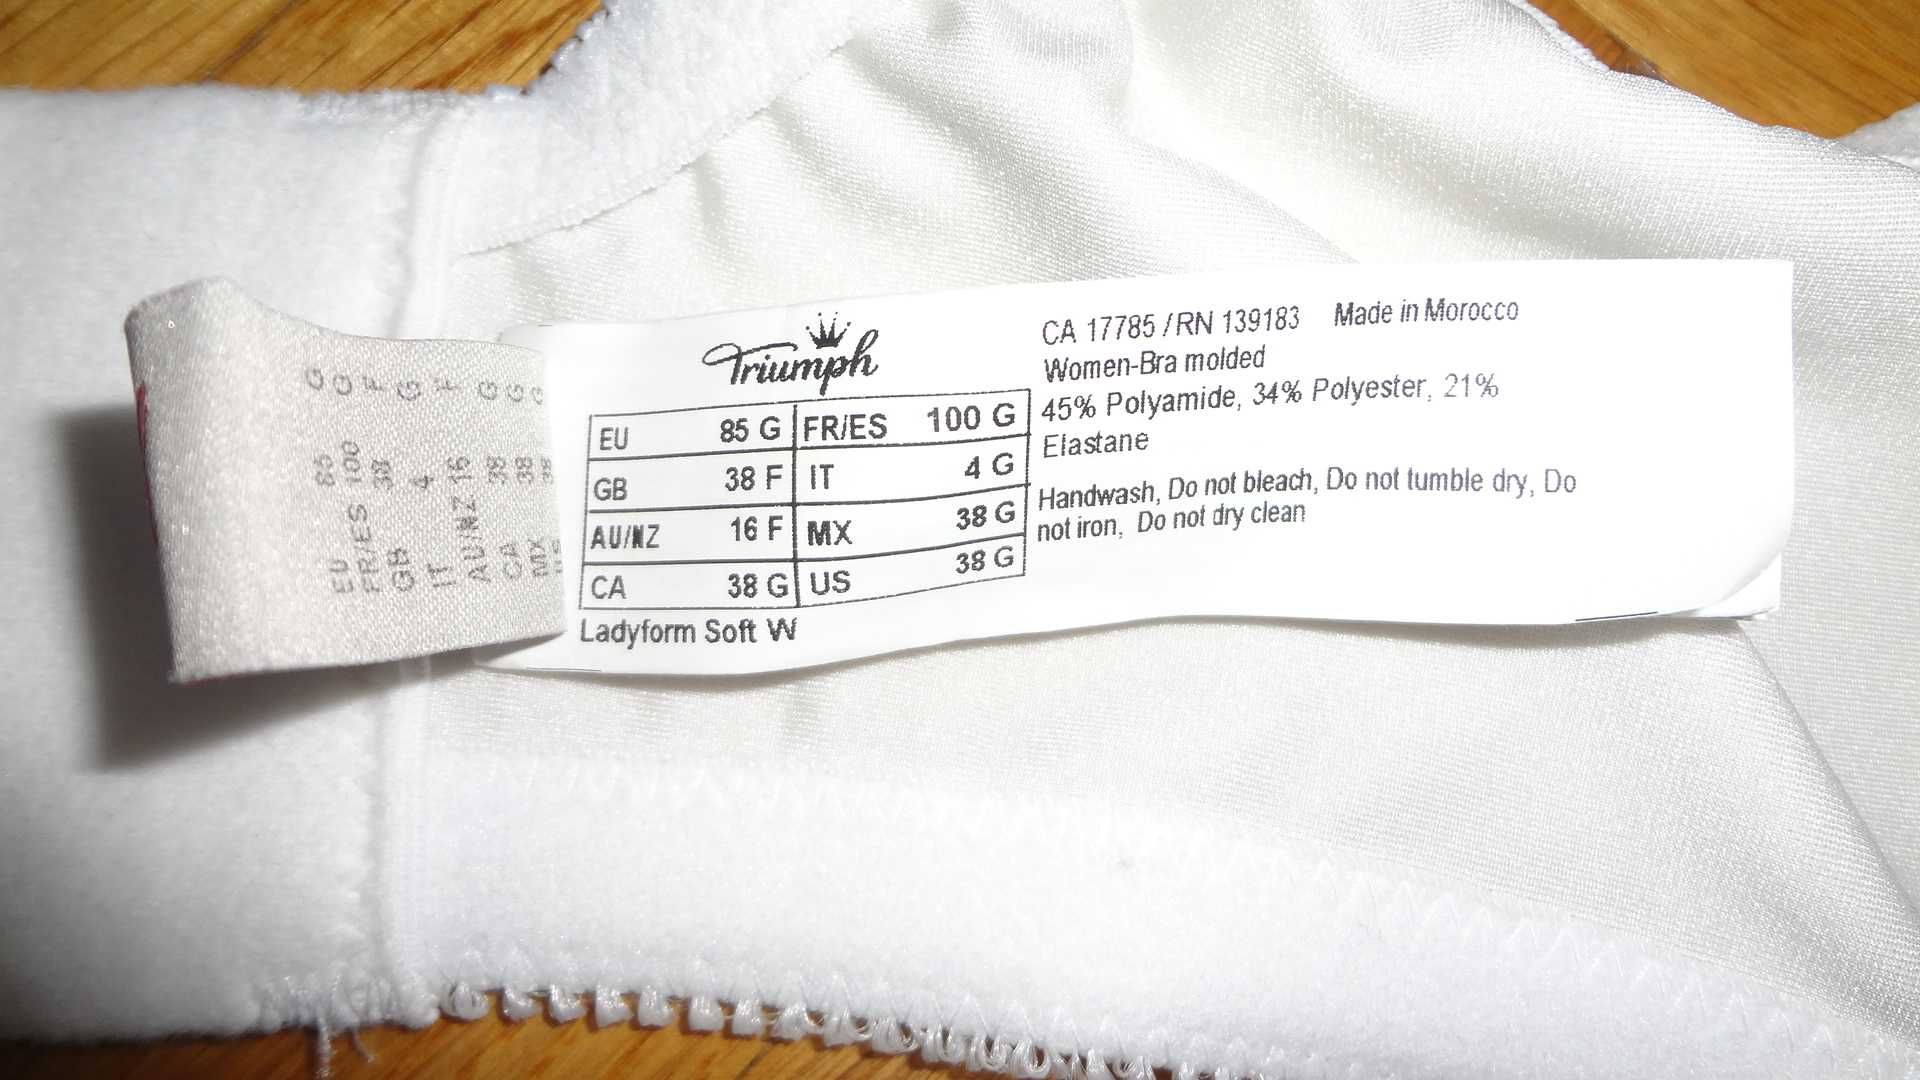 EU 85 G
FR/ES 100 G
GB 38 F
IT 4 G
AU/NZ 16 F
CA 38 G
MX 38 G
Triumph
EU 85 G FR/ES 100 G
GB 38 F IT 4 G
AU/NZ 16 F MX 38 G
CA 38 G US 38 G
Ladyform Soft W
CA 17785 / RN 139183 Made in Morocco
Women-Bra molded
45% Polyamide, 34% Polyester, 21%
Elastane
Handwash, Do not bleach, Do not tumble dry, Do
not iron, Do not dry clean